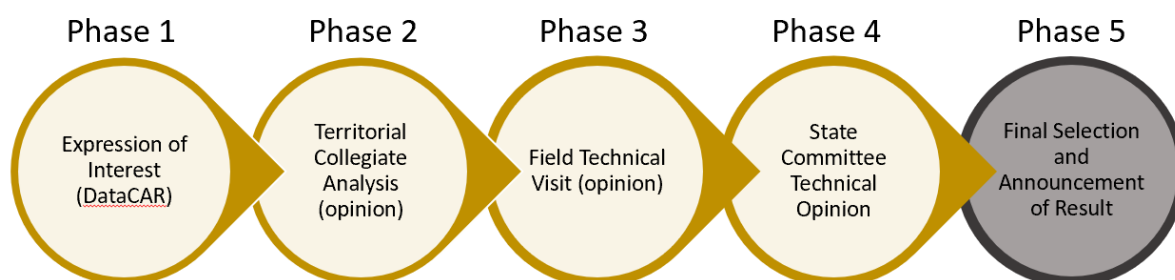 Phase 1
Expression of
Interest
(DataCAR)
Phase 2
Territorial
Collegiate
Analysis
(opinion)
Phase 3
Field Technical
Visit (opinion)
Phase 4
State
Committee
Technical
Opinion
Phase 5
Final Selection
and
Announcement
of Result